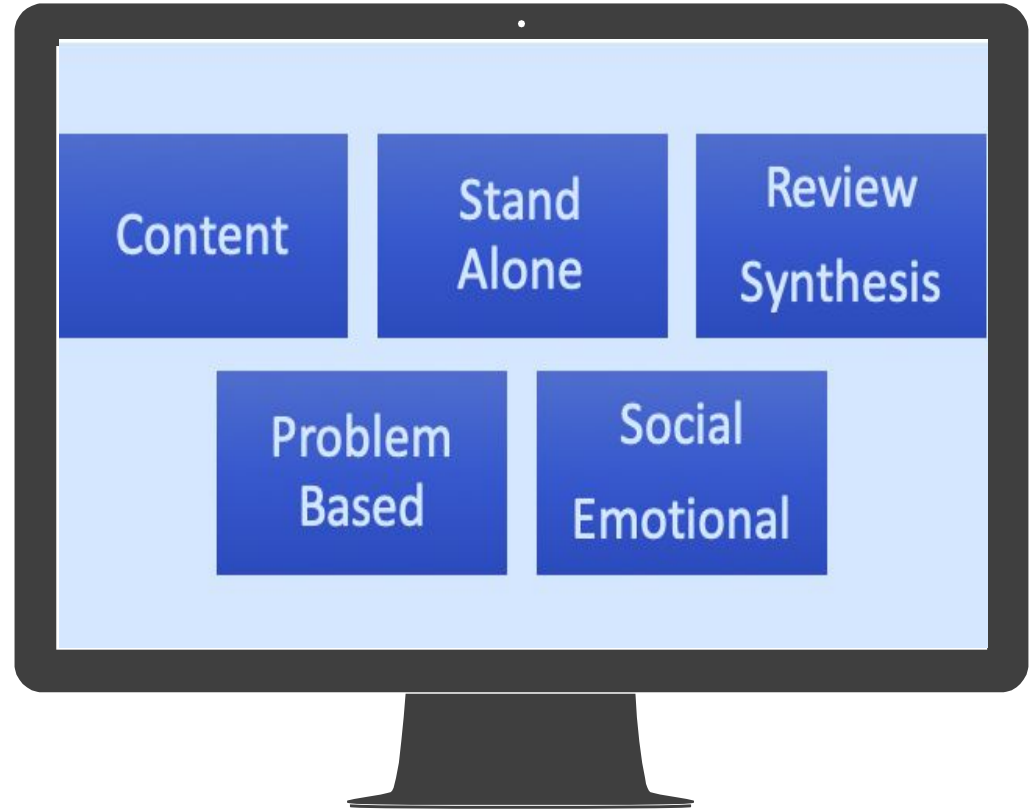 Content
Stand
Alone
Review
Synthesis
Problem
Based
Social
Emotional